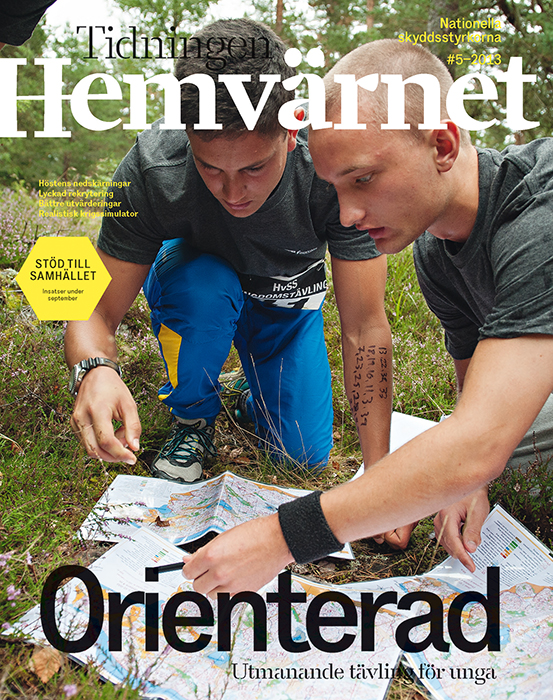 Tidningen
Hemvärnet
Nationella
skyddsstyrkorna
#5–2013
Höstens nedskärningar
Lyckad rekrytering
Bättre utvärderingar
Realistisk krigssimulator
STÖD TILL
SAMHÄLLET
Insatser under
september
HvSS
NGDOMSTÄVLING
Orienterad
Utmanande tävling för unga